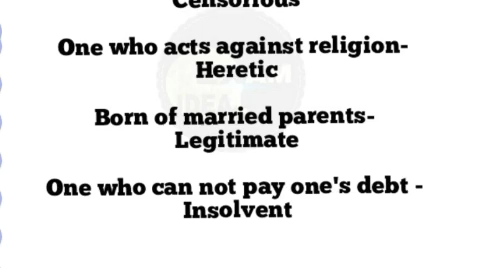 Censorious
One who acts against religion-
Heretic
Born of married parents-
Legitimate
One who can not pay one's debt -
Insolvent